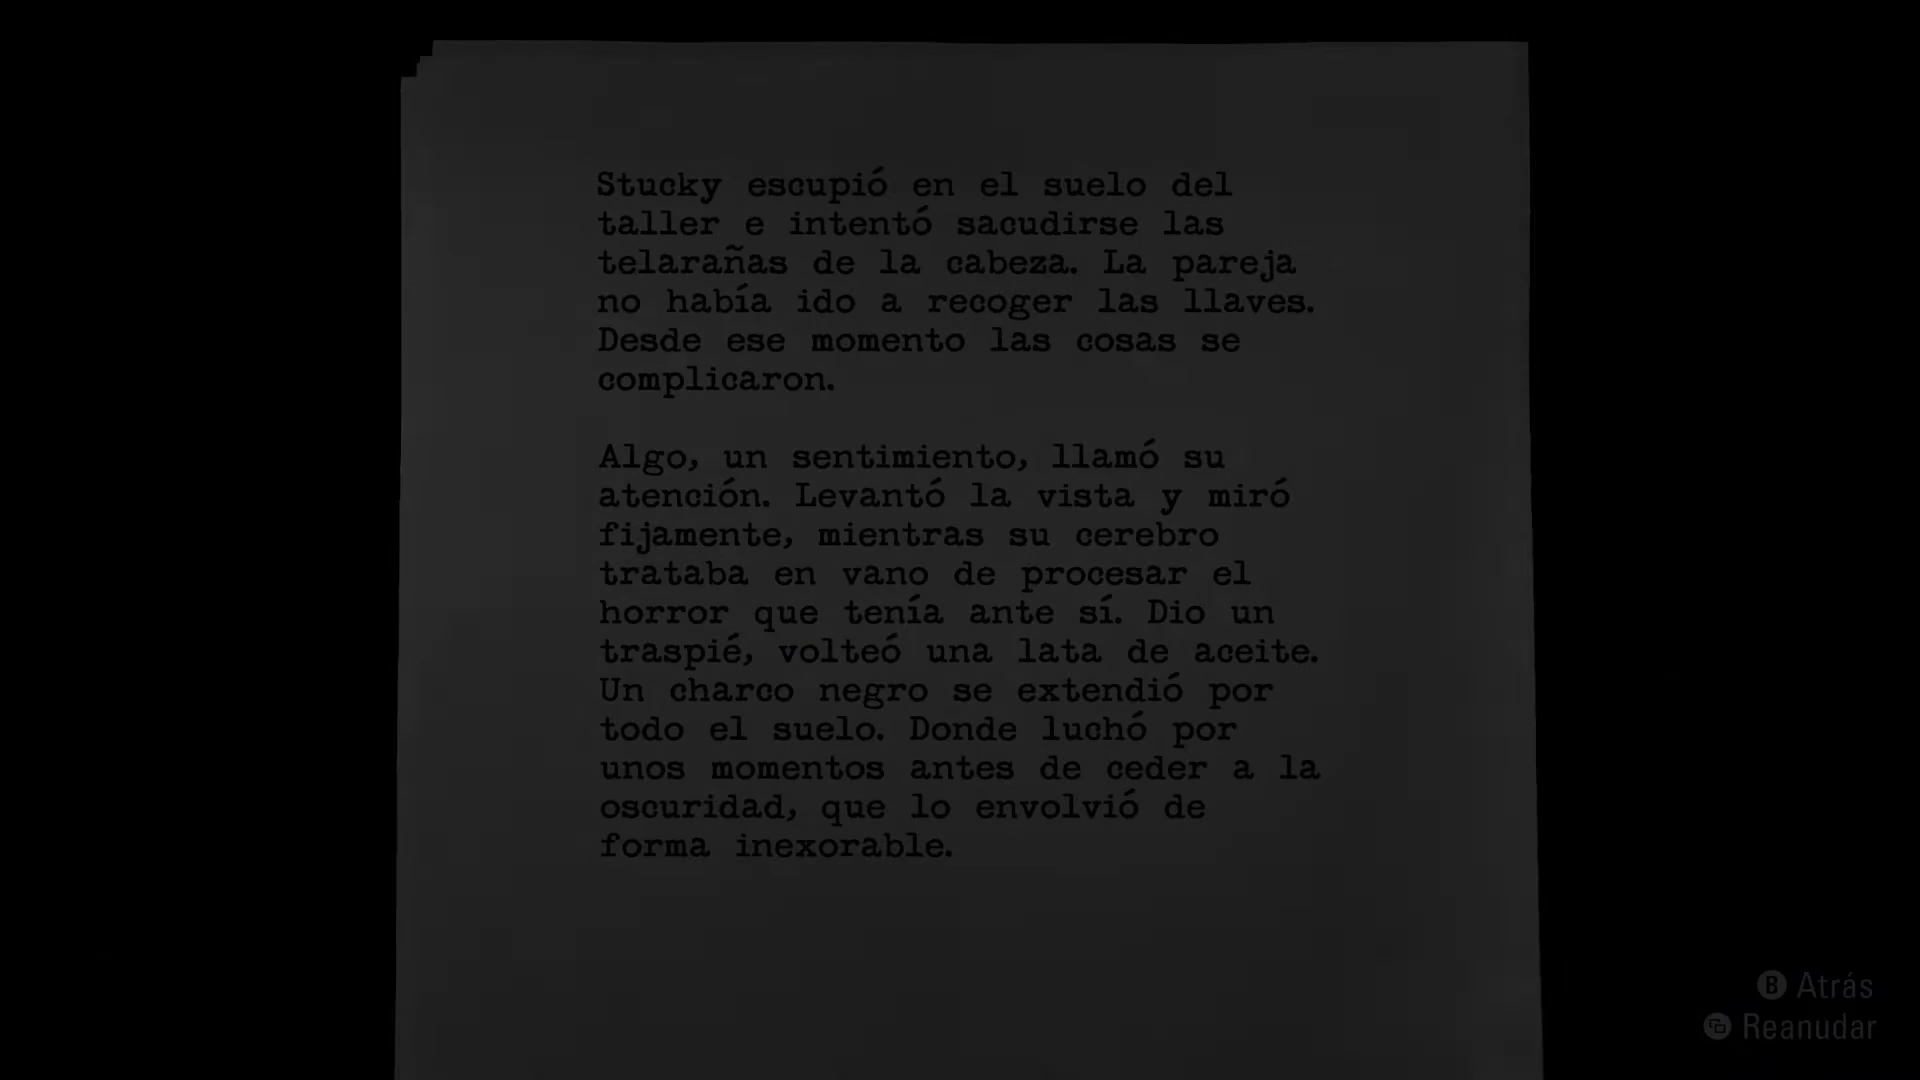 Stucky escupió en el suelo del
taller e intentó sacudirse las
telarañas de la cabeza. La pareja
no había ido a recoger las llaves.
Desde ese momento las cosas se
complicaron.
Algo, un sentimiento, llamó su
atención. Levantó la vista y miró
fijamente, mientras su cerebro
trataba en vano de procesar el
horror que tenía ante sí. Dio un
traspié, volteó una lata de aceite.
Un charco negro se extendió por
todo el suelo. Donde luchó por
unos momentos antes de ceder a la
oscuridad, que lo envolvió de
forma inexorable.
B Atrás
Reanudar